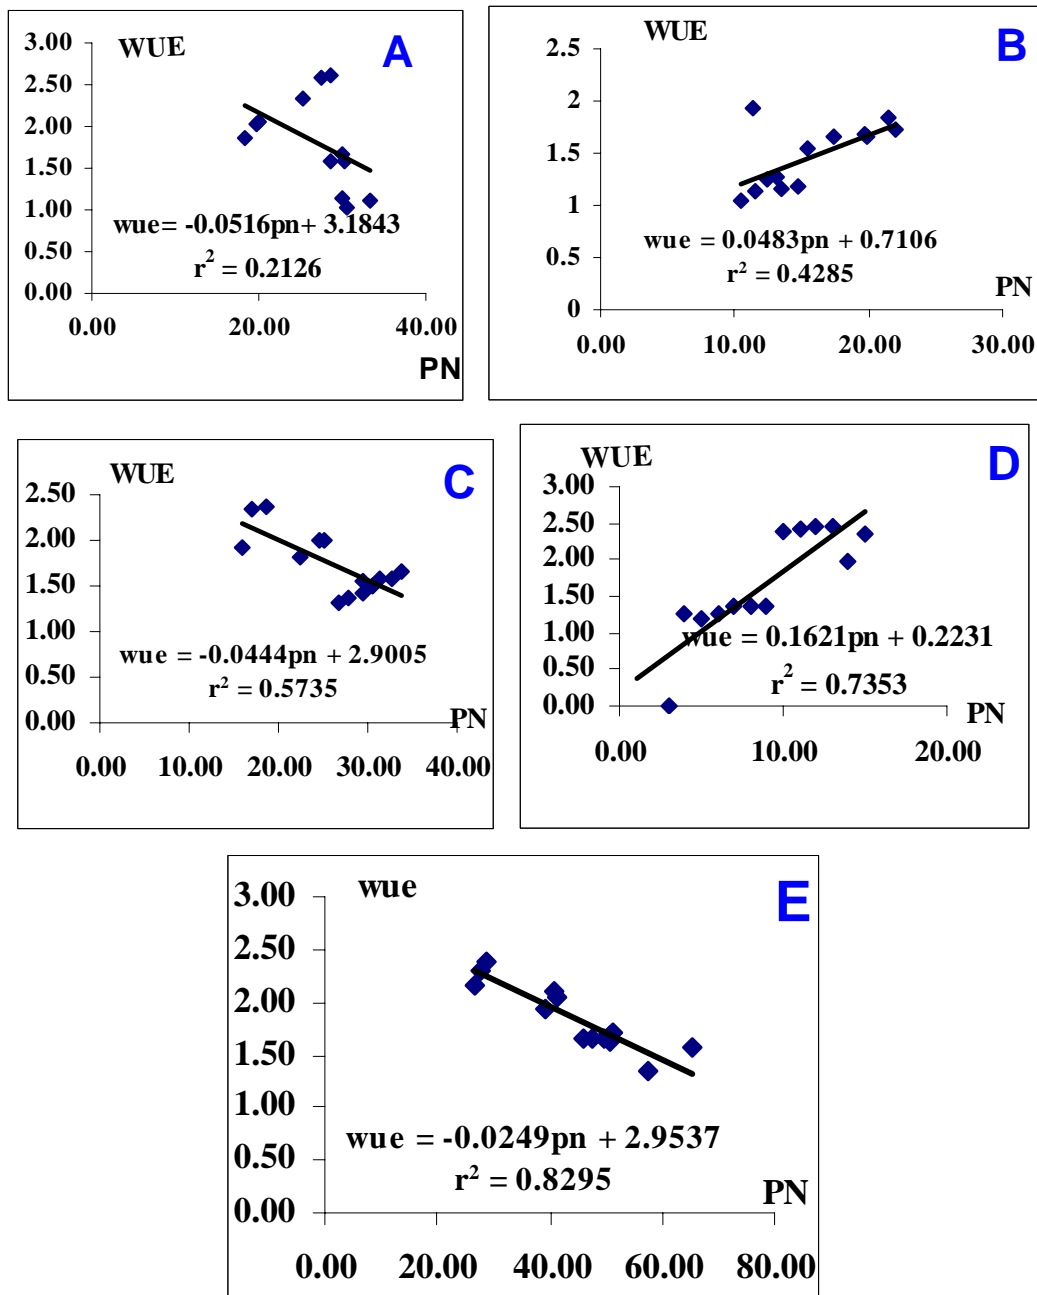 A
WUE
3.00
2.50
2.00
1.50
1.00
0.50
0.00
wue= -0.0516pn+ 3.1843
r² = 0.2126
0.00 20.00 40.00
PN
B
WUE
2.5
2
1.5
1
0.5
0
wue = 0.0483pn + 0.7106
r² = 0.4285
PN
0.00 10.00 20.00 30.00
C
WUE
2.50
2.00
1.50
1.00
0.50
0.00
wue = -0.0444pn + 2.9005
r² = 0.5735
PN
0.00 10.00 20.00 30.00 40.00
D
WUE
3.00
2.50
2.00
1.50
1.00
0.50
0.00
wue = 0.1621pn + 0.2231
r² = 0.7353
PN
0.00 10.00 20.00
E
wue
3.00
2.50
2.00
1.50
1.00
0.50
0.00
wue = -0.0249pn + 2.9537
r² = 0.8295
PN
0.00 20.00 40.00 60.00 80.00